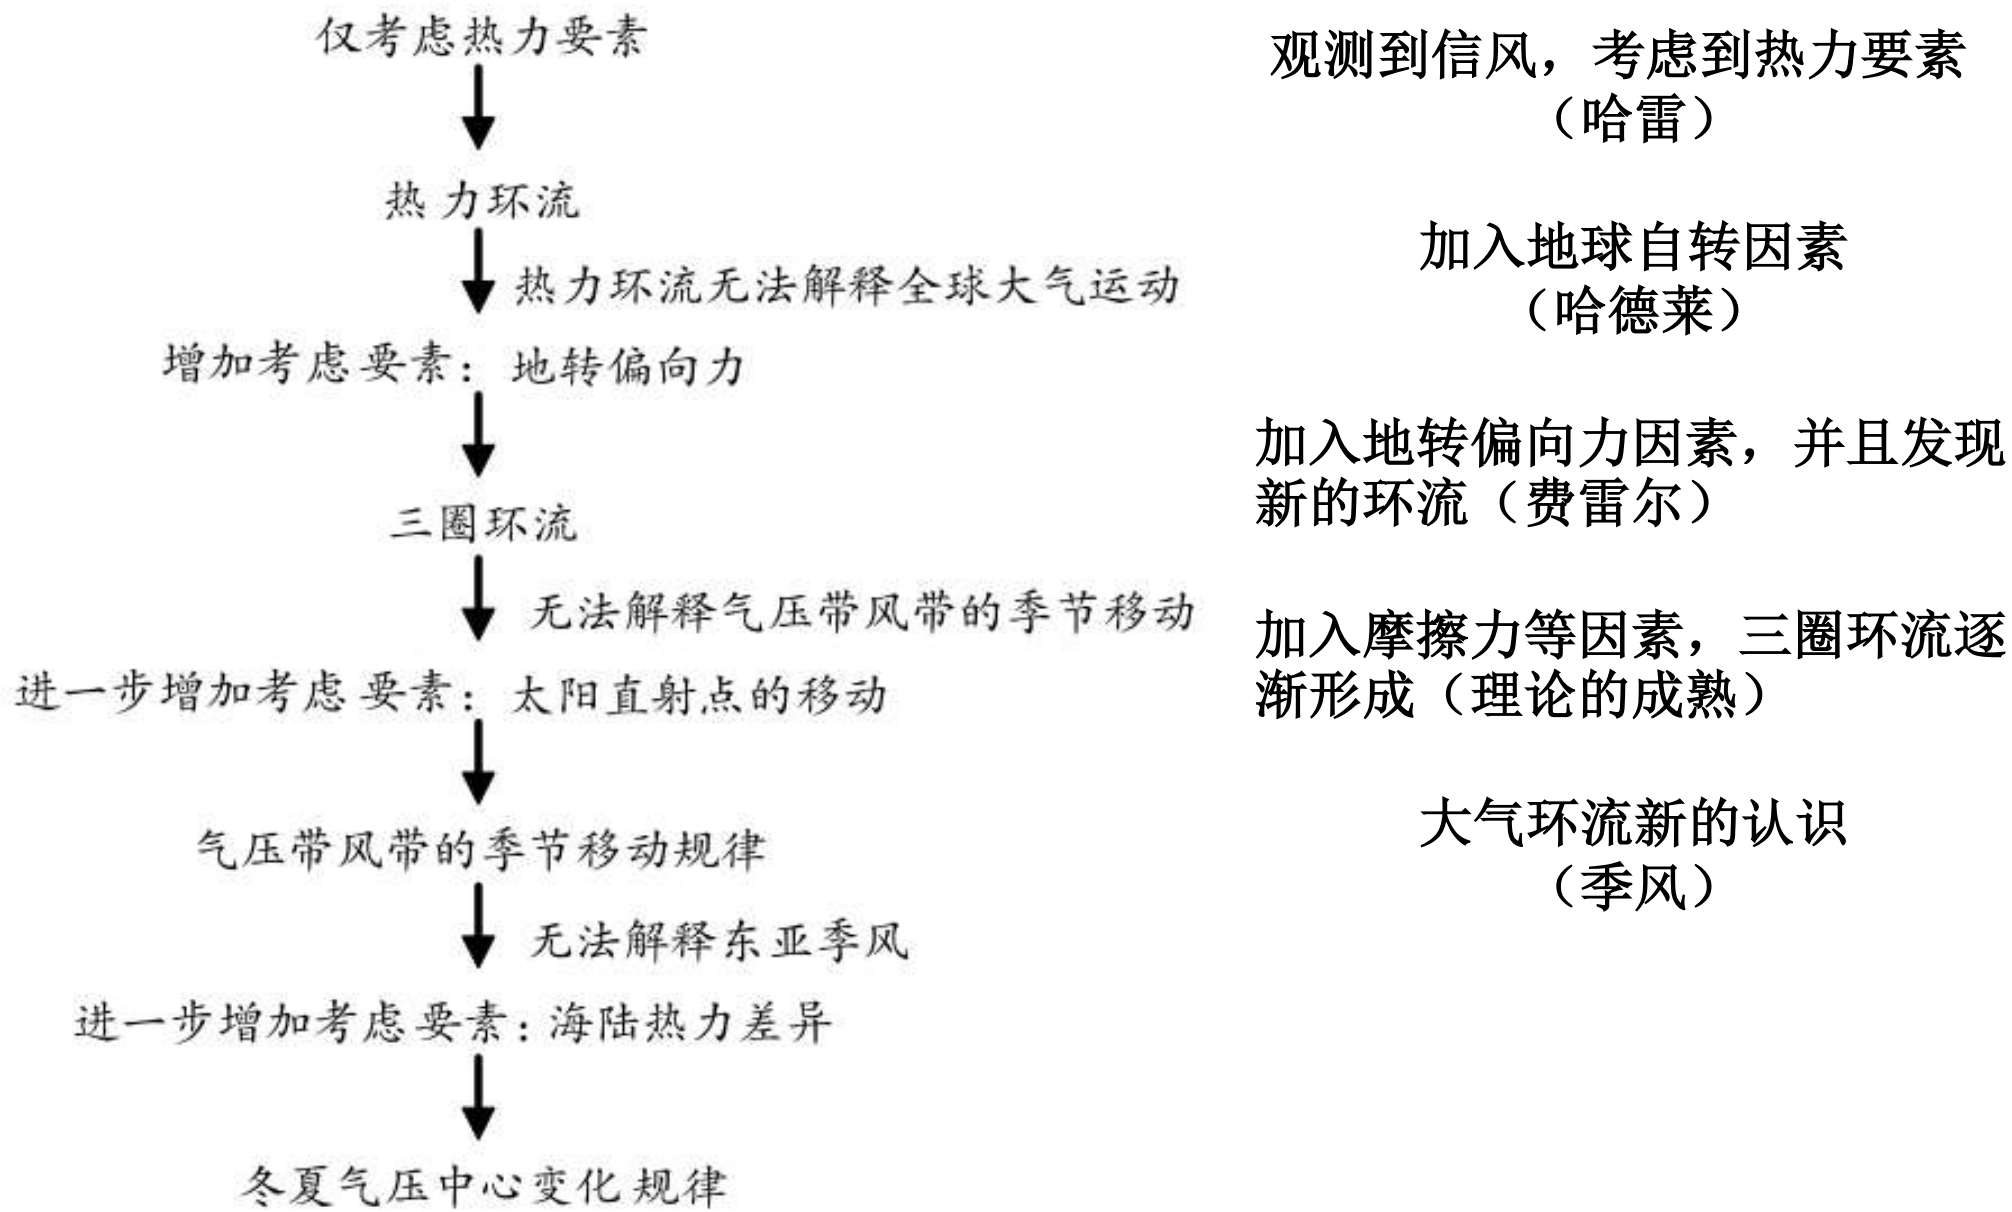 仅考虑热力要素
热力环流
热力环流无法解释全球大气运动
增加考虑要素：地转偏向力
三圈环流
无法解释气压带风带的季节移动
进一步增加考虑要素：太阳直射点的移动
气压带风带的季节移动规律
无法解释东亚季风
进一步增加考虑要素：海陆热力差异
冬夏气压中心变化规律
观测到信风，考虑到热力要素
（哈雷）
加入地球自转因素
（哈德莱）
加入地转偏向力因素，并且发现
新的环流（费雷尔）
加入摩擦力等因素，三圈环流逐
渐形成（理论的成熟）
大气环流新的认识
（季风）